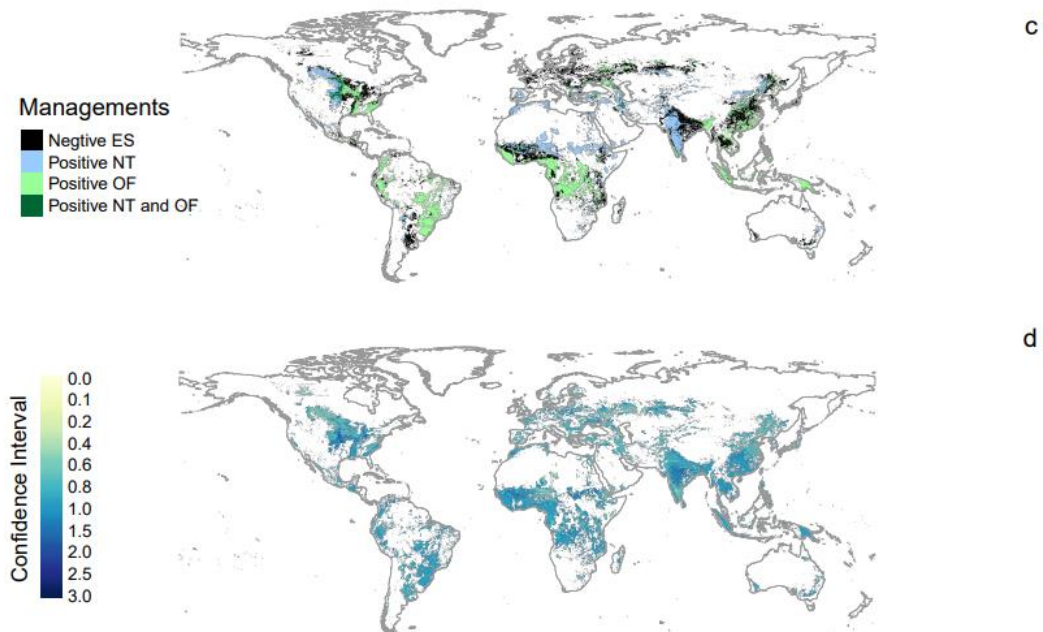 c
Managements
Negtive ES
Positive NT
Positive OF
Positive NT and OF
d
Confidence Interval
0.0
0.1
0.2
0.4
0.6
0.8
1.0
1.5
2.0
2.5
3.0